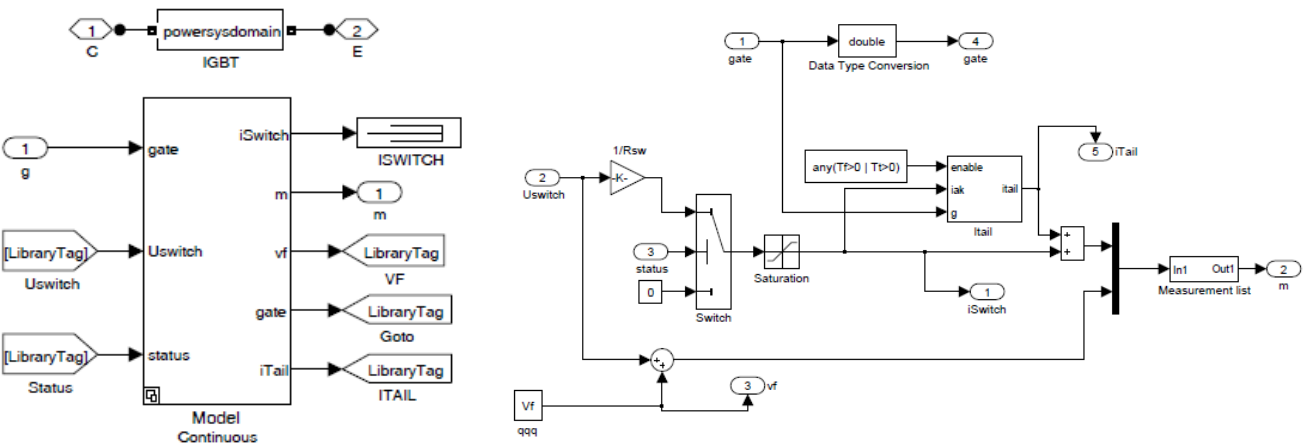 1
C
powersysdomain
IGBT
2
E
1
g
gate
iSwitch
ISWITCH
m
1
m
[LibraryTag]
Uswitch
Uswitch
vf
LibraryTag
VF
gate
LibraryTag
Goto
[LibraryTag]
Status
status
iTail
LibraryTag
ITAIL
Model
Continuous
1
gate
double
Data Type Conversion
4
gate
1/Rsw
-K-
2
Uswitch
any(Tf>0 | Tt>0)
enable
iak
g
itail
Itail
5
iTail
3
status
0
Switch
Saturation
+
+
1
iSwitch
In1
Out1
Measurement list
2
m
+
+
Vf
qqq
3
vf